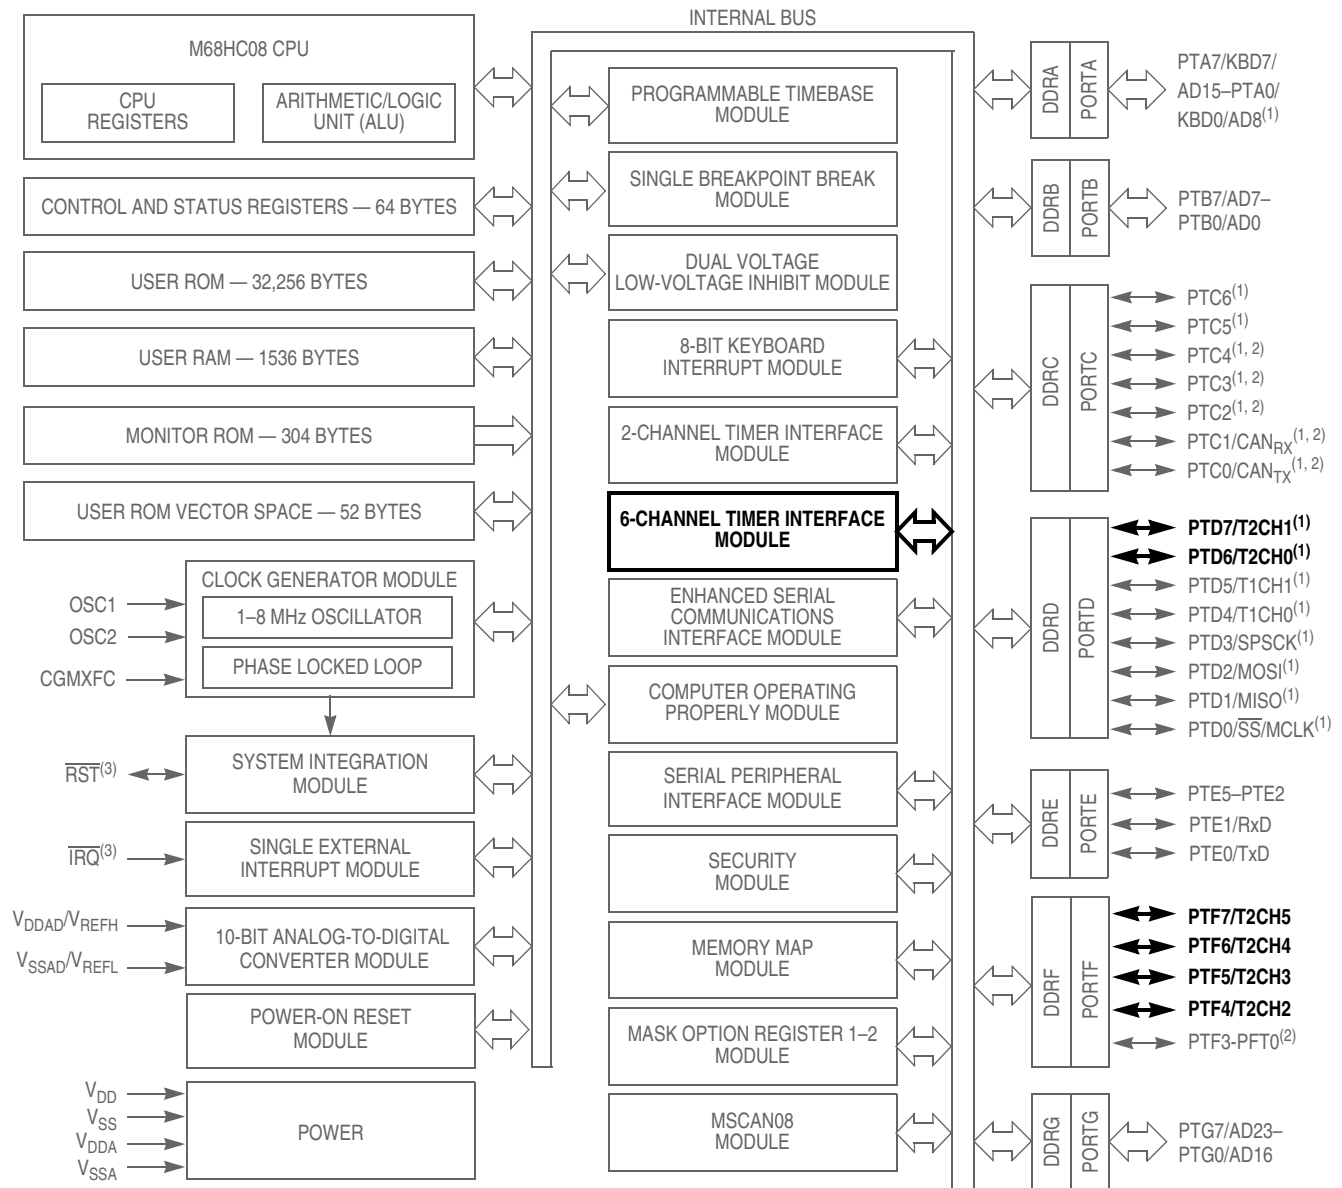 INTERNAL BUS
M68HC08 CPU
CPU
REGISTERS
ARITHMETIC/LOGIC
UNIT (ALU)
CONTROL AND STATUS REGISTERS — 64 BYTES
USER ROM — 32,256 BYTES
USER RAM — 1536 BYTES
MONITOR ROM — 304 BYTES
USER ROM VECTOR SPACE — 52 BYTES
CLOCK GENERATOR MODULE
1–8 MHz OSCILLATOR
PHASE LOCKED LOOP
OSC1
OSC2
CGMXFC
SYSTEM INTEGRATION
MODULE
RST(3)
SINGLE EXTERNAL
INTERRUPT MODULE
IRQ(3)
10-BIT ANALOG-TO-DIGITAL
CONVERTER MODULE
VDDAD/VREFH
VSSAD/VREFL
POWER-ON RESET
MODULE
POWER
VDD
VSS
VDDA
VSSA
PROGRAMMABLE TIMEBASE
MODULE
SINGLE BREAKPOINT BREAK
MODULE
DUAL VOLTAGE
LOW-VOLTAGE INHIBIT MODULE
8-BIT KEYBOARD
INTERRUPT MODULE
2-CHANNEL TIMER INTERFACE
MODULE
6-CHANNEL TIMER INTERFACE
MODULE
ENHANCED SERIAL
COMMUNICATIONS
INTERFACE MODULE
COMPUTER OPERATING
PROPERLY MODULE
SERIAL PERIPHERAL
INTERFACE MODULE
SECURITY
MODULE
MEMORY MAP
MODULE
MASK OPTION REGISTER 1–2
MODULE
MSCAN08
MODULE
DDRA
PORTA
PTA7/KBD7/
AD15–PTA0/
KBD0/AD8(1)
DDRB
PORTB
PTB7/AD7–
PTB0/AD0
DDRC
PORTC
PTC6(1)
PTC5(1)
PTC4(1, 2)
PTC3(1, 2)
PTC2(1, 2)
PTC1/CANRX(1, 2)
PTC0/CANTX(1, 2)
DDRD
PORTD
PTD7/T2CH1(1)
PTD6/T2CH0(1)
PTD5/T1CH1(1)
PTD4/T1CH0(1)
PTD3/SPSCK(1)
PTD2/MOSI(1)
PTD1/MISO(1)
PTD0/SS/MCLK(1)
DDRE
PORTE
PTE5–PTE2
PTE1/RxD
PTE0/TxD
DDRF
PORTF
PTF7/T2CH5
PTF6/T2CH4
PTF5/T2CH3
PTF4/T2CH2
PTF3-PFT0(2)
DDRG
PORTG
PTG7/AD23–
PTG0/AD16